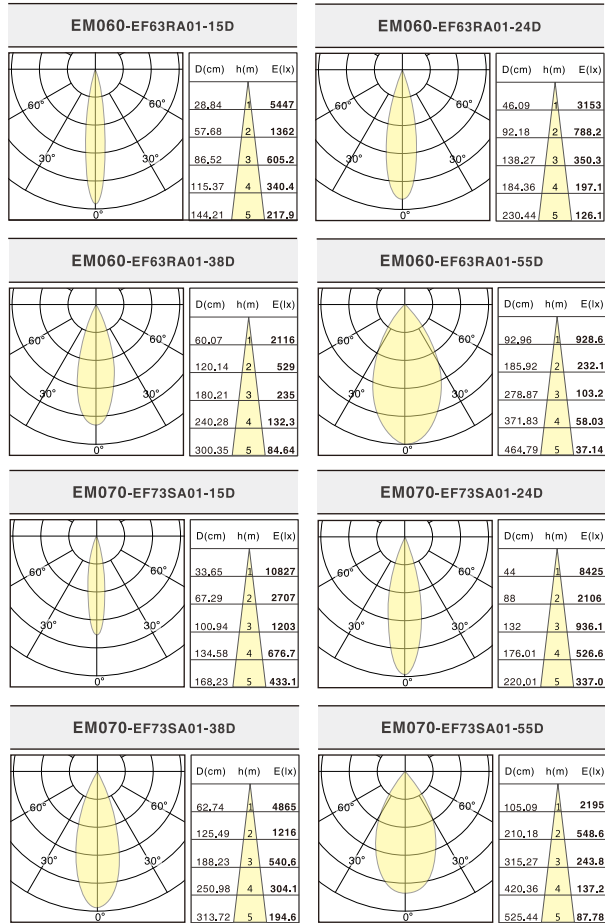 EM060-EF63RA01-15D
60° 60°
30° 30°
0°
D(cm) h(m) E(lx)
28.84 1 5447
57.68 2 1362
86.52 3 605.2
115.37 4 340.4
144.21 5 217.9
EM060-EF63RA01-24D
60° 60°
30° 30°
0°
D(cm) h(m) E(lx)
46.09 1 3153
92.18 2 788.2
138.27 3 350.3
184.36 4 197.1
230.44 5 126.1
EM060-EF63RA01-38D
60° 60°
30° 30°
0°
D(cm) h(m) E(lx)
60.07 1 2116
120.14 2 529
180.21 3 235
240.28 4 132.3
300.35 5 84.64
EM060-EF63RA01-55D
60° 60°
30° 30°
0°
D(cm) h(m) E(lx)
92.96 1 928.6
185.92 2 232.1
278.87 3 103.2
371.83 4 58.03
464.79 5 37.14
EM070-EF73SA01-15D
60° 60°
30° 30°
0°
D(cm) h(m) E(lx)
33.65 1 10827
67.29 2 2707
100.94 3 1203
134.58 4 676.7
168.23 5 433.1
EM070-EF73SA01-24D
60° 60°
30° 30°
0°
D(cm) h(m) E(lx)
44 1 8425
88 2 2106
132 3 936.1
176.01 4 526.6
220.01 5 337.0
EM070-EF73SA01-38D
60° 60°
30° 30°
0°
D(cm) h(m) E(lx)
62.74 1 4865
125.49 2 1216
188.23 3 540.6
250.98 4 304.1
313.72 5 194.6
EM070-EF73SA01-55D
60° 60°
30° 30°
0°
D(cm) h(m) E(lx)
105.09 1 2195
210.18 2 548.6
315.27 3 243.8
420.36 4 137.2
525.44 5 87.78